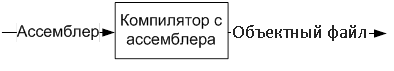 Ассемблер
Компилятор с
ассемблера
Объектный файл